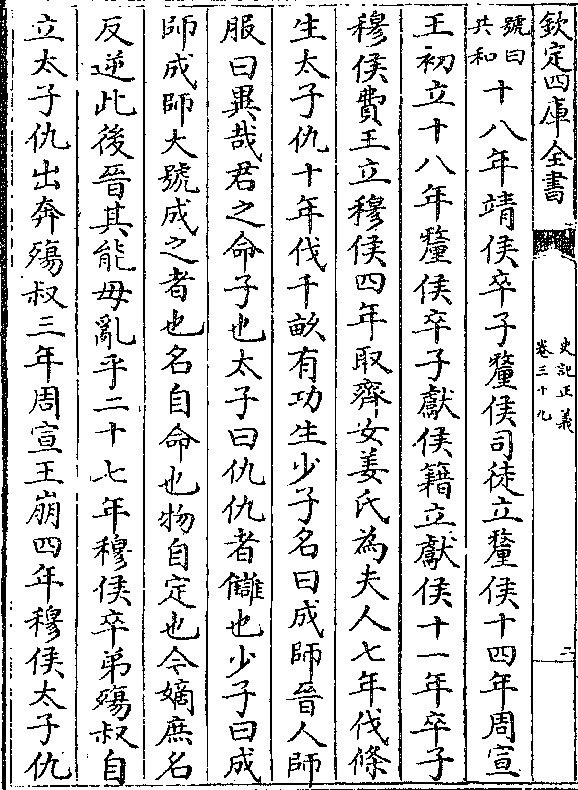 欽定四庫全書
史記正義
卷三十九
二
號曰
共和
十八年靖侯卒子釐侯司徒立釐侯十四年周宣
王初立十八年釐侯卒子獻侯籍立獻侯十一年卒子
穆侯費王立穆侯四年取齊女姜氏為夫人七年伐條
生太子仇十年伐千畝有功生少子名曰成師晉人師
服曰異哉君之命子也太子曰仇仇者讎也少子曰成
師成師大號成之者也名自命也物自定也今嫡庶名
反逆此後晉其能毋亂乎二十七年穆侯卒弟殤叔自
立太子仇出奔殤叔三年周宣王崩四年穆侯太子仇